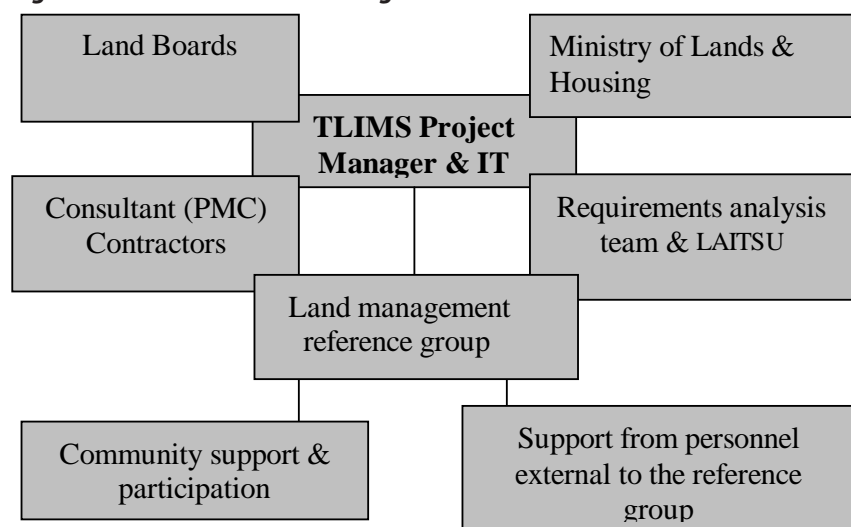 Land Boards
Ministry of Lands &
Housing
TLIMS Project
Manager & IT
Consultant (PMC)
Contractors
Requirements analysis
team & LAITSU
Land management
reference group
Community support &
participation
Support from personnel
external to the reference
group